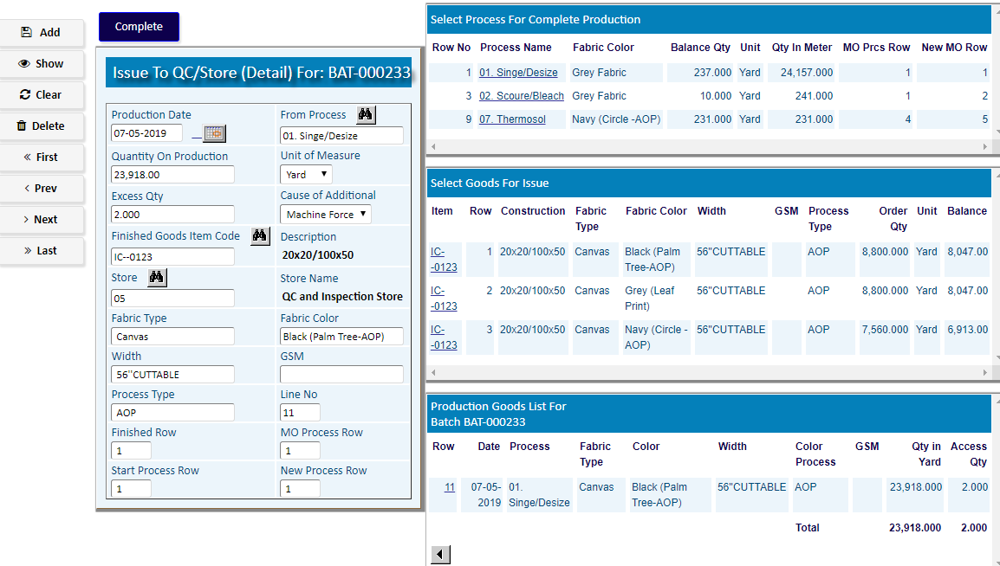 Add
Show
Clear
Delete
« First
‹ Prev
› Next
» Last
Complete
Issue To QC/Store (Detail) For: BAT-000233
Production Date
From Process
07-05-2019
01. Singe/Desize
Quantity On Production
Unit of Measure
23,918.00
Yard
Excess Qty
Cause of Additional
2.000
Machine Force
Finished Goods Item Code
Description
IC--0123
20x20/100x50
Store
Store Name
05
QC and Inspection Store
Fabric Type
Fabric Color
Canvas
Black (Palm Tree-AOP)
Width
GSM
56"CUTTABLE
Process Type
Line No
AOP
11
Finished Row
MO Process Row
1
1
Start Process Row
New Process Row
1
1
Select Process For Complete Production
Row No Process Name Fabric Color Balance Qty Unit Qty In Meter MO Prcs Row New MO Row
1 01. Singe/Desize Grey Fabric 237.000 Yard 24,157.000 1 1
3 02. Scoure/Bleach Grey Fabric 10.000 Yard 241.000 1 2
9 07. Thermosol Navy (Circle -AOP) 231.000 Yard 231.000 4 5
Select Goods For Issue
Item Row Construction Fabric Fabric Color Width GSM Process Order Unit Balance
Type Type Qty
IC- 1 20x20/100x50 Canvas Black (Palm 56"CUTTABLE AOP 8,800.000 Yard 8,047.00
-0123 Tree-AOP)
IC- 2 20x20/100x50 Canvas Grey (Leaf 56"CUTTABLE AOP 8,800.000 Yard 8,047.00
-0123 Print)
IC- 3 20x20/100x50 Canvas Navy (Circle - 56"CUTTABLE AOP 7,560.000 Yard 6,913.00
-0123 AOP)
Production Goods List For
Batch BAT-000233
Row Date Process Fabric Color Width Color GSM Qty in Access
Type Process Yard Qty
11 07-05- 01. Canvas Black (Palm 56"CUTTABLE AOP 23,918.000 2.000
2019 Singe/Desize Tree-AOP)
Total 23,918.000 2.000